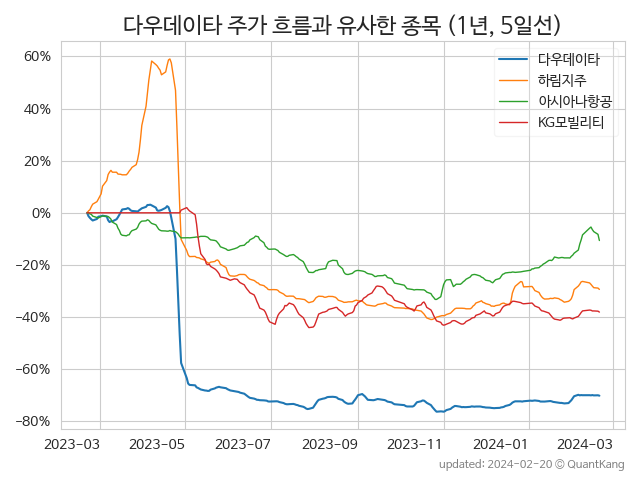 다우데이타 주가 흐름과 유사한 종목 (1년, 5일선)
다우데이타
하림지주
아시아나항공
KG모빌리티
60%
40%
20%
0%
−20%
−40%
−60%
−80%
2023-03 2023-05 2023-07 2023-09 2023-11 2024-01 2024-03
updated: 2024-02-20 © QuantKang